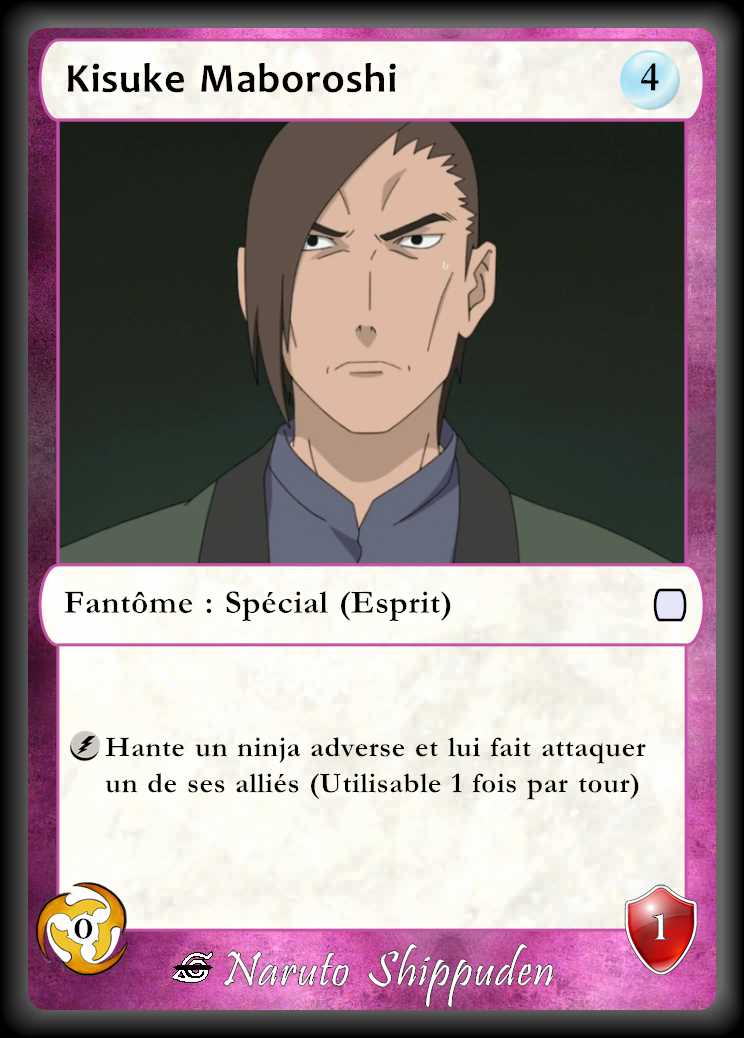 Kisuke Maboroshi
4
Fantôme : Spécial (Esprit)
Hante un ninja adverse et lui fait attaquer
un de ses alliés (Utilisable 1 fois par tour)
0
1
Naruto Shippuden